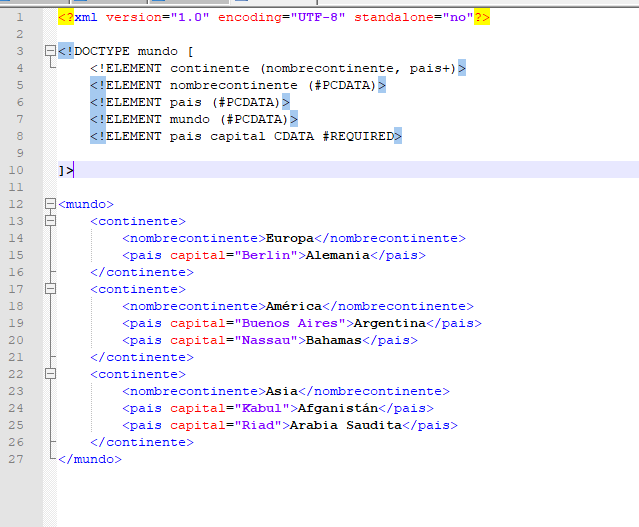 1 <?xml version="1.0" encoding="UTF-8" standalone="no"?>
2
3 <!DOCTYPE mundo [
4     <!ELEMENT continente (nombrecontinente, pais+)>
5     <!ELEMENT nombrecontinente (#PCDATA)>
6     <!ELEMENT pais (#PCDATA)>
7     <!ELEMENT mundo (#PCDATA)>
8     <!ELEMENT pais capital CDATA #REQUIRED>
9
10 ]>
11
12 <mundo>
13     <continente>
14         <nombrecontinente>Europa</nombrecontinente>
15         <pais capital="Berlin">Alemania</pais>
16     </continente>
17     <continente>
18         <nombrecontinente>América</nombrecontinente>
19         <pais capital="Buenos Aires">Argentina</pais>
20         <pais capital="Nassau">Bahamas</pais>
21     </continente>
22     <continente>
23         <nombrecontinente>Asia</nombrecontinente>
24         <pais capital="Kabul">Afganistán</pais>
25         <pais capital="Riad">Arabia Saudita</pais>
26     </continente>
27 </mundo>